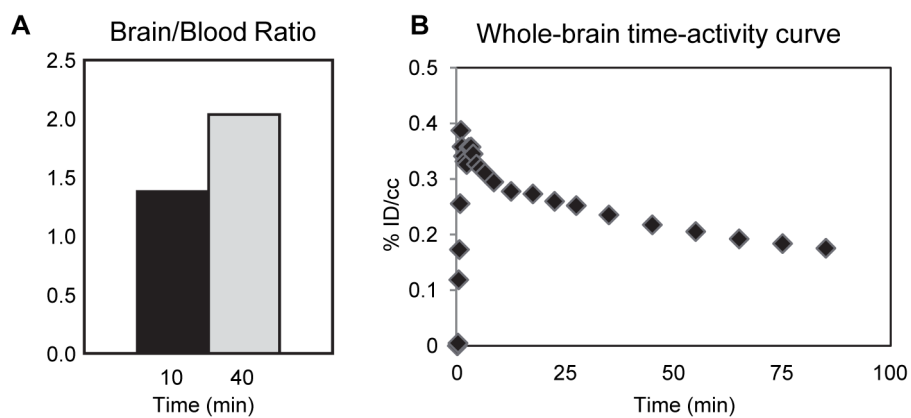 A
Brain/Blood Ratio
2.5
2.0
1.5
1.0
0.5
0.0
10 40
Time (min)
B
Whole-brain time-activity curve
% ID/cc
0.5
0.4
0.3
0.2
0.1
0
0 25 50 75 100
Time (min)